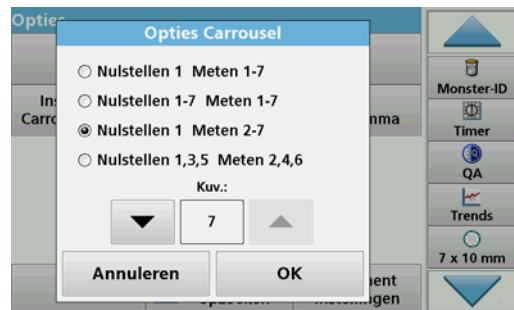 Opties
Opties Carrousel
Nulstellen 1 Meten 1-7
Nulstellen 1-7 Meten 1-7
Nulstellen 1 Meten 2-7
Nulstellen 1,3,5 Meten 2,4,6
Kuv.:
7
Annuleren
OK
Monster-ID
Timer
QA
Trends
7 x 10 mm